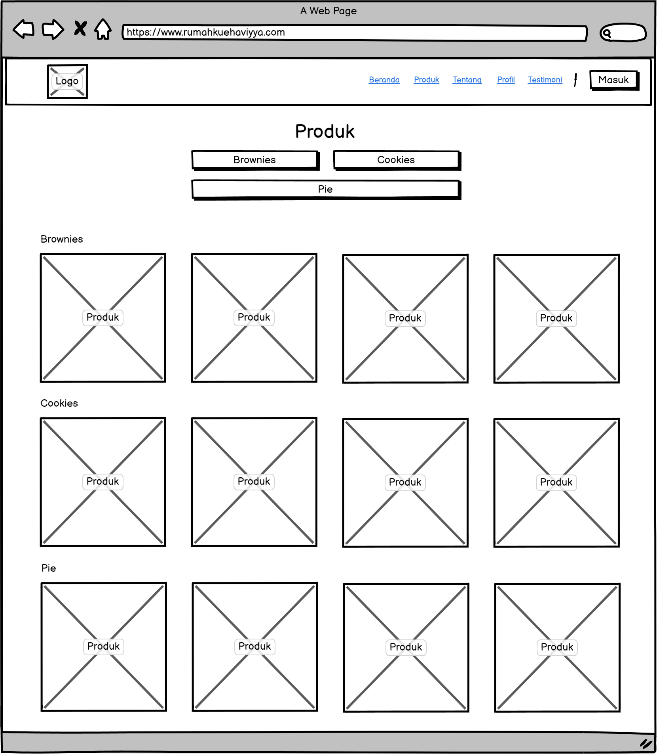 A Web Page
https://www.rumahkuehaviyya.com
Logo
Beranda Produk Tentang Profil Testimoni | Masuk
Produk
Brownies Cookies
Pie
Brownies
Produk Produk Produk Produk
Cookies
Produk Produk Produk Produk
Pie
Produk Produk Produk Produk